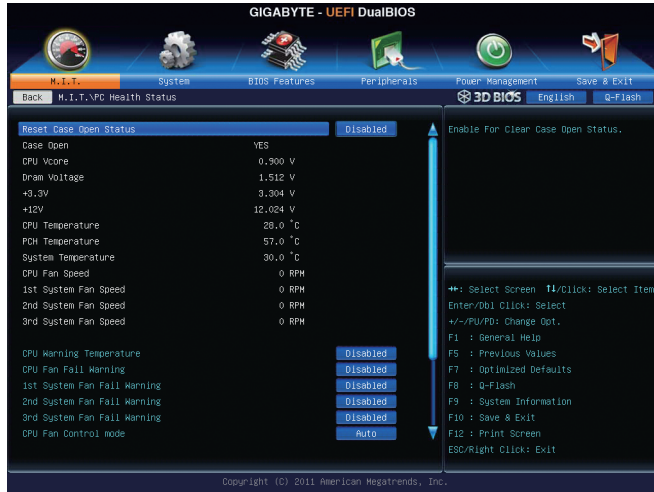 GIGABYTE - UEFI DualBIOS
M.I.T. System BIOS Features Peripherals Power Management Save & Exit
Back M.I.T.\PC Health Status 3D BIOS English Q-Flash
Reset Case Open Status Disabled
Case Open YES
CPU Vcore 0.900 V
Dram Voltage 1.512 V
+3.3V 3.304 V
+12V 12.024 V
CPU Temperature 28.0 °C
PCH Temperature 57.0 °C
System Temperature 30.0 °C
CPU Fan Speed 0 RPM
1st System Fan Speed 0 RPM
2nd System Fan Speed 0 RPM
3rd System Fan Speed 0 RPM
CPU Warning Temperature Disabled
CPU Fan Fail Warning Disabled
1st System Fan Fail Warning Disabled
2nd System Fan Fail Warning Disabled
3rd System Fan Fail Warning Disabled
CPU Fan Control mode Auto
Enable For Clear Case Open Status.
→←: Select Screen ↑↓/Click: Select Item
Enter/Dbl Click: Select
+/-/PU/PD: Change Opt.
F1 : General Help
F5 : Previous Values
F7 : Optimized Defaults
F8 : Q-Flash
F9 : System Information
F10 : Save & Exit
F12 : Print Screen
ESC/Right Click: Exit
Copyright (C) 2011 American Megatrends, Inc.